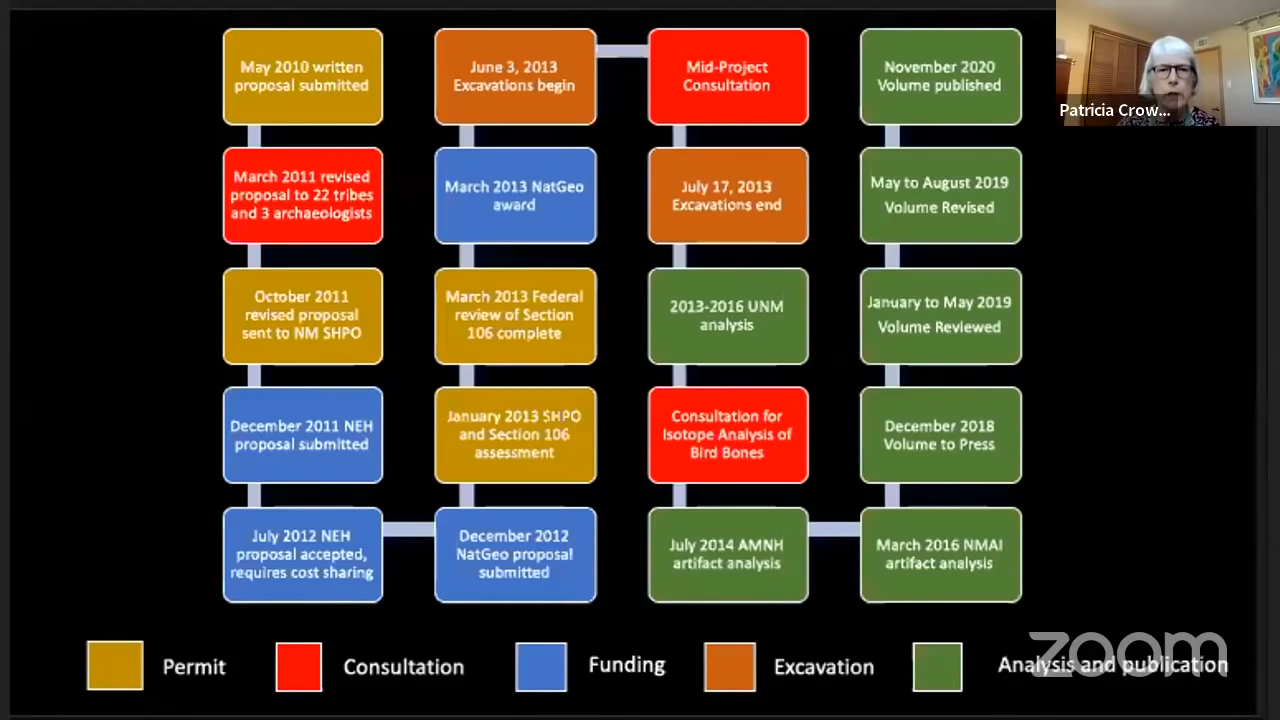 May 2010 written
proposal submitted
March 2011 revised
proposal to 22 tribes
and 3 archaeologists
October 2011
revised proposal
sent to NM SHPO
December 2011 NEH
proposal submitted
July 2012 NEH
proposal accepted,
requires cost sharing
June 3, 2013
Excavations begin
March 2013 NatGeo
award
March 2013 Federal
review of Section
106 complete
January 2013 SHPO
and Section 106
assessment
December 2012
NatGeo proposal
submitted
Mid-Project
Consultation
July 17, 2013
Excavations end
2013-2016 UNM
analysis
Consultation for
Isotope Analysis of
Bird Bones
July 2014 AMNH
artifact analysis
November 2020
Volume published
May to August 2019
Volume Revised
January to May 2019
Volume Reviewed
December 2018
Volume to Press
March 2016 NMAI
artifact analysis
Patricia Crow...
Permit
Consultation
Funding
Excavation
Analysis and publication
zoom